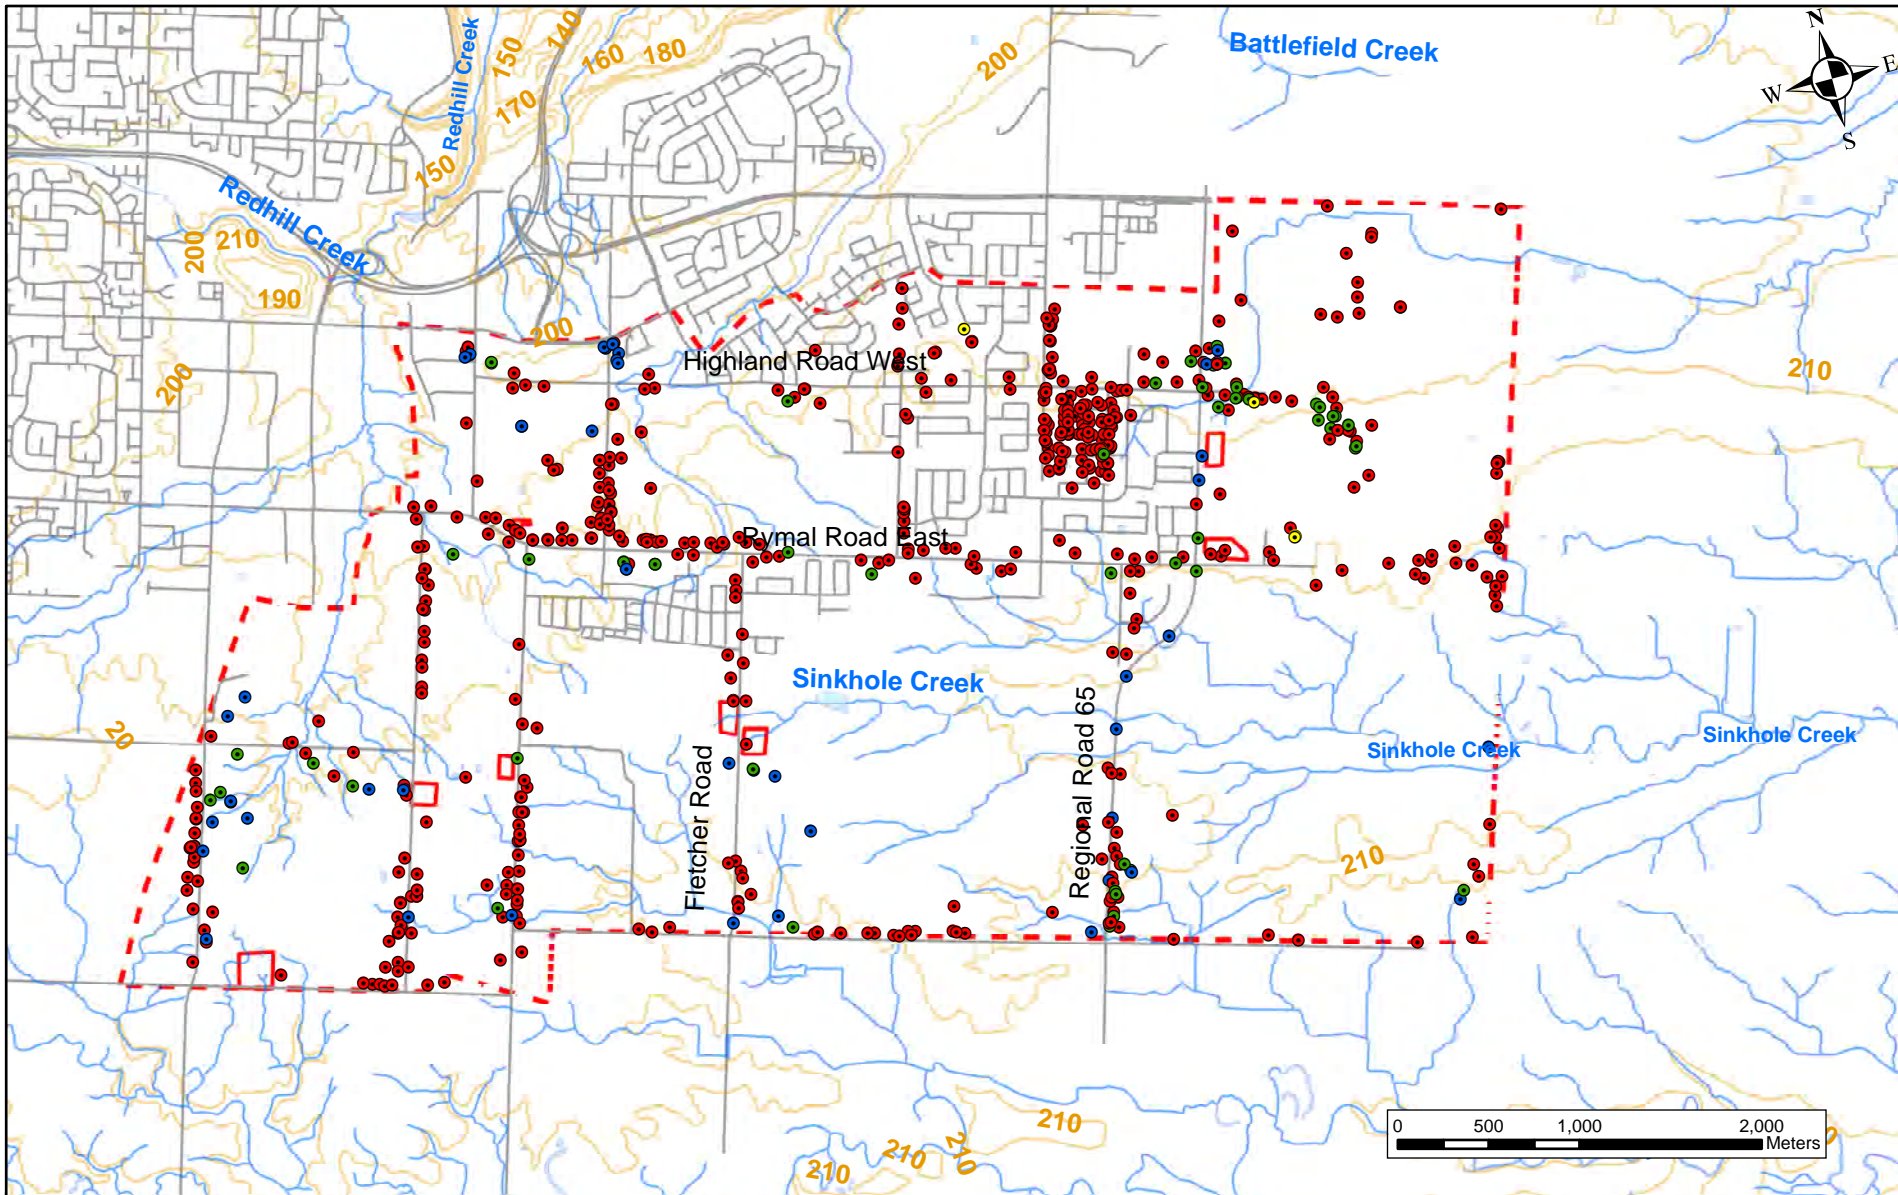 Redhill Creek
150
140
160
180
170
150
200
Battlefield Creek
N
E
W
S
Redhill Creek
200
210
190
200
200
Highland Road West
210
Rymal Road East
Sinkhole Creek
20
Fletcher Road
Regional Road 65
Sinkhole Creek
Sinkhole Creek
210
210
210
210
210
0
500
1,000
2,000
Meters